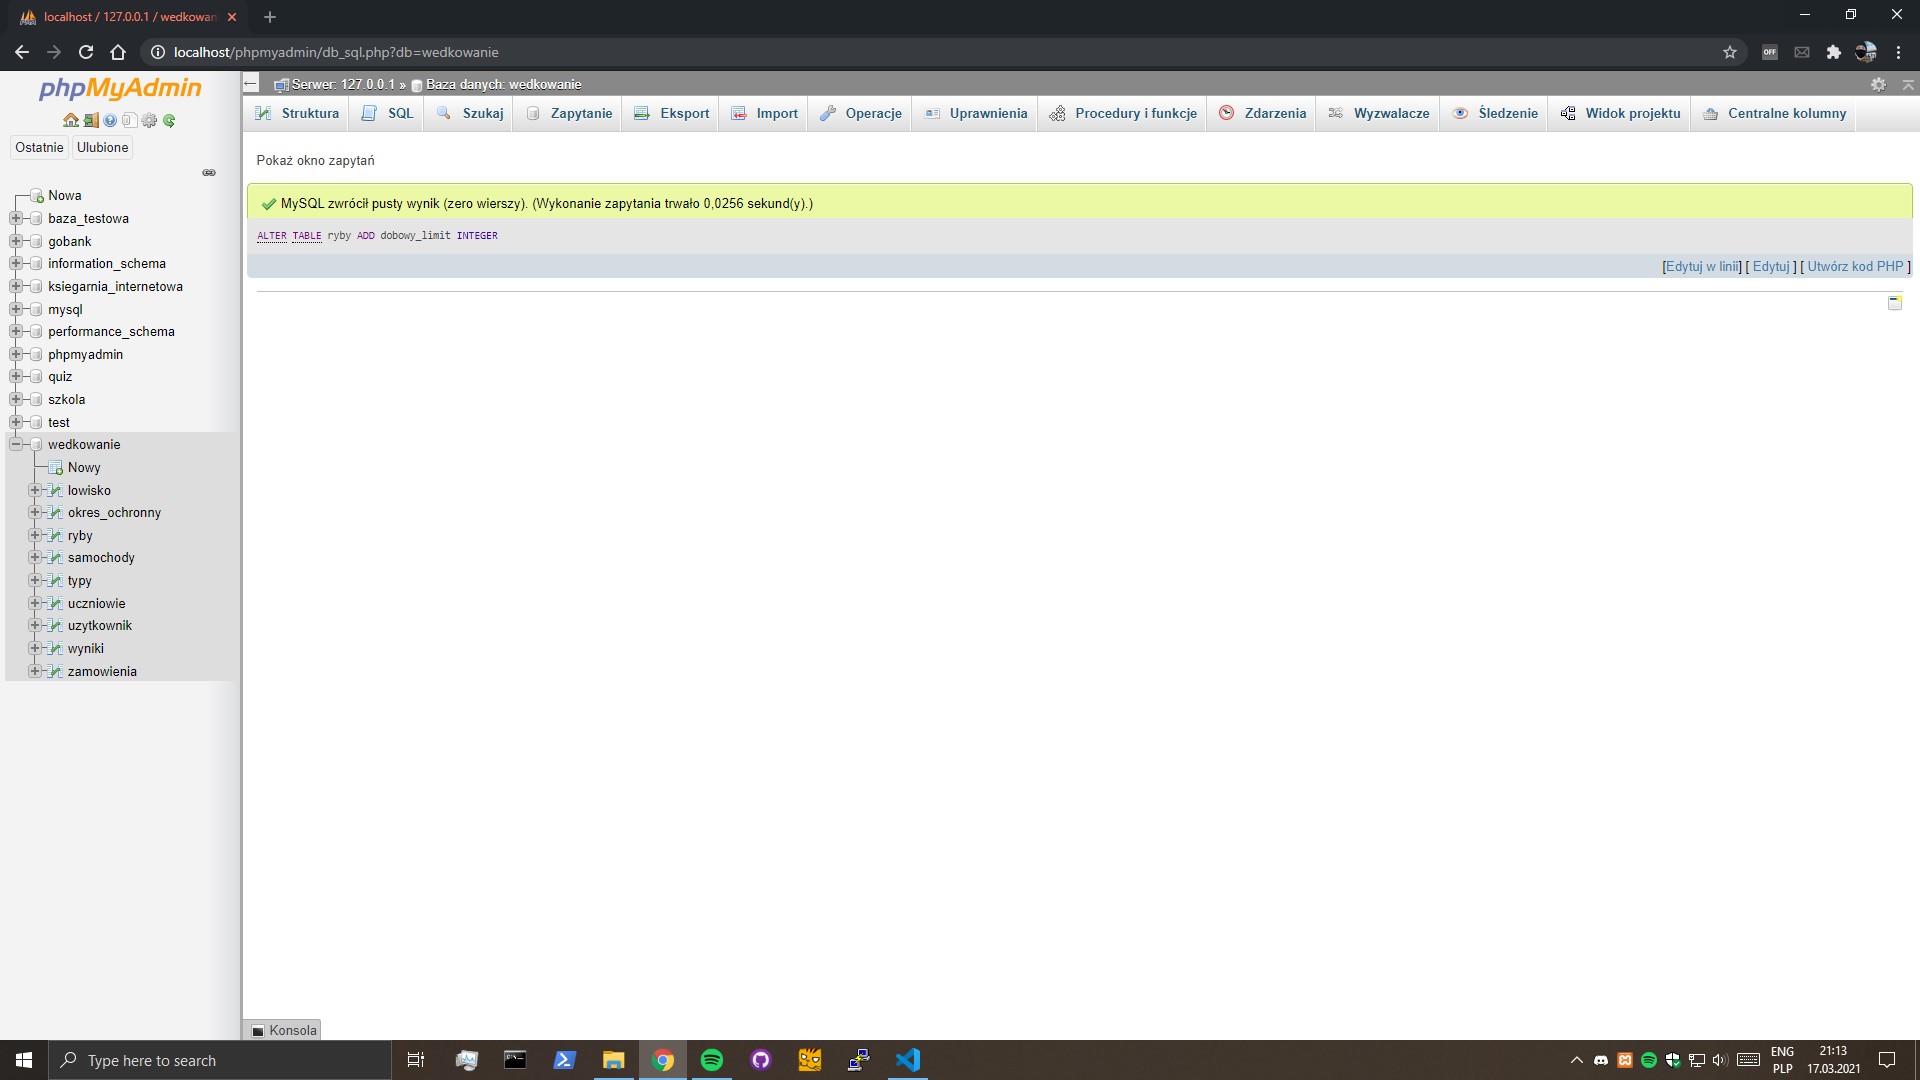 localhost / 127.0.0.1 / wedkowan
localhost/phpmyadmin/db_sql.php?db=wedkowanie
OFF
phpMyAdmin
Ostatnie Ulubione
Nowa
baza_testowa
gobank
information_schema
ksiegarnia_internetowa
mysql
performance_schema
phpmyadmin
quiz
szkola
test
wedkowanie
Nowy
lowisko
okres_ochronny
ryby
samochody
typy
uczniowie
uzytkownik
wyniki
zamowienia
Serwer: 127.0.0.1 » Baza danych: wedkowanie
Struktura SQL Szukaj Zapytanie Eksport Import Operacje Uprawnienia Procedury i funkcje Zdarzenia Wyzwalacze Śledzenie Widok projektu Centralne kolumny
Pokaż okno zapytań
MySQL zwrócił pusty wynik (zero wierszy). (Wykonanie zapytania trwało 0,0256 sekund(y).)
ALTER TABLE ryby ADD dobowy_limit INTEGER
[Edytuj w linii] [ Edytuj ] [ Utwórz kod PHP ]
Konsola
Type here to search
ENG
PLP
21:13
17.03.2021